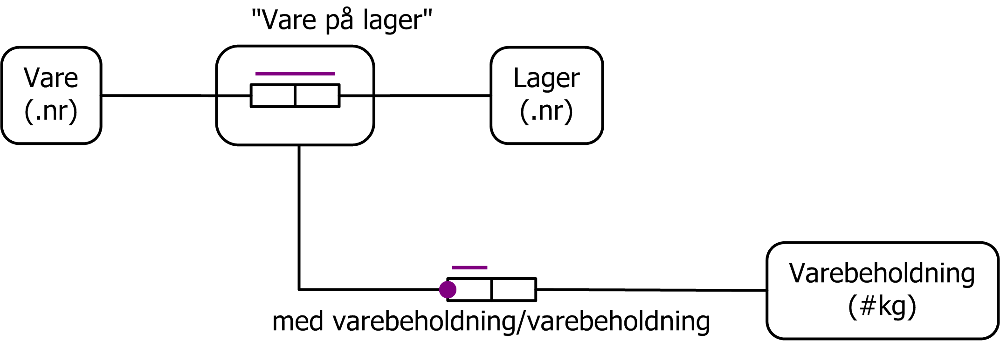 "Vare på lager"
Vare
(.nr)
Lager
(.nr)
Varebeholdning
(#kg)
med varebeholdning/varebeholdning